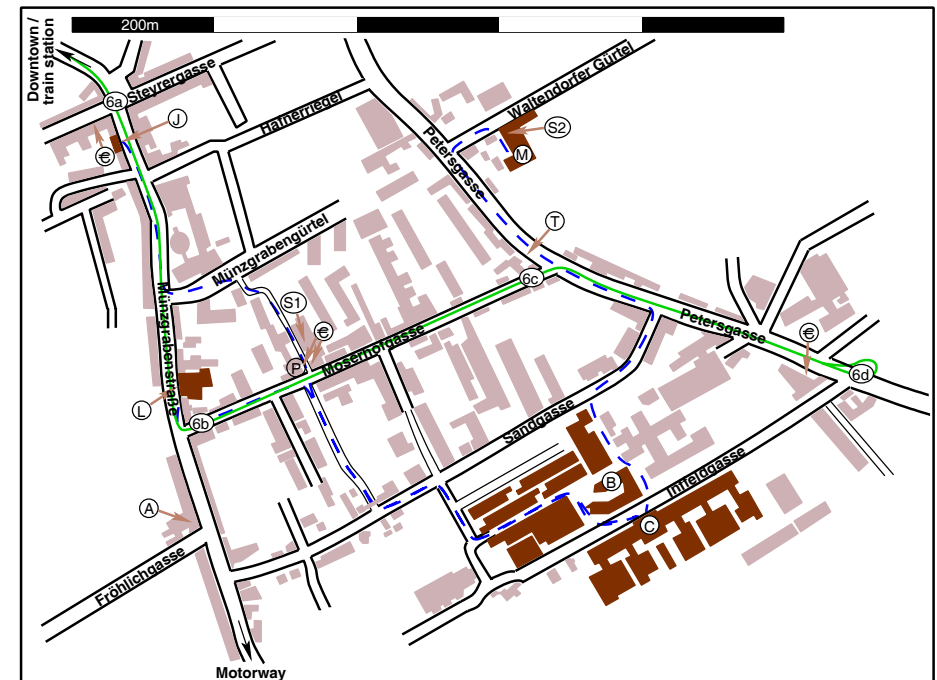 200m
Downtown /
train station
Steyrergasse
Waltendorfer Gürtel
6a
J
Hafnerriegel
S2
€
Petersgasse
M
T
Münzgrabengürtel
6c
S1
€
Münzgrabenstraße
Moserhofgasse
Petersgasse
€
P
6d
L
6b
Sandgasse
Inffeldgasse
B
A
C
Fröhlichgasse
Motorway